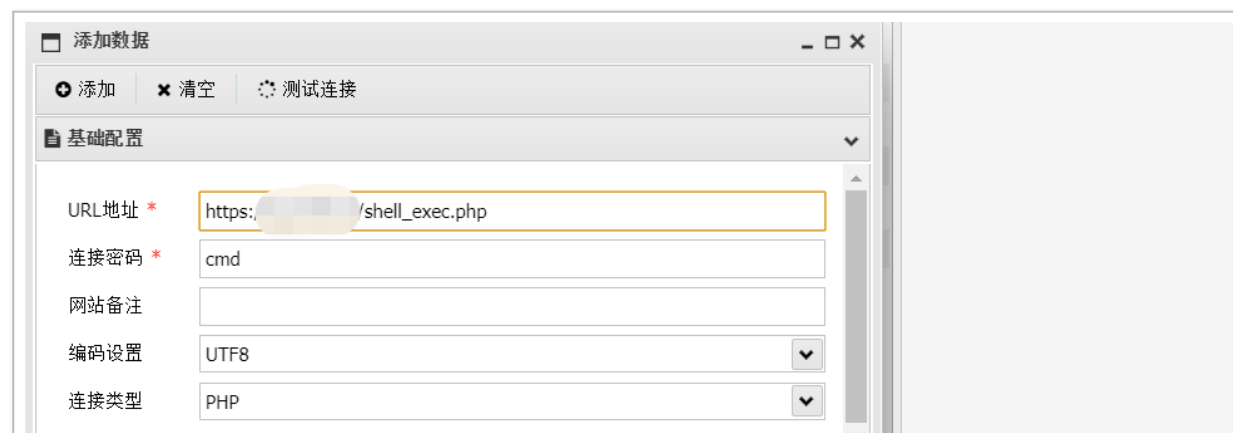 添加数据
添加 清空 测试连接
基础配置
URL地址 * https:/ /shell_exec.php
连接密码 * cmd
网站备注
编码设置 UTF8
连接类型 PHP